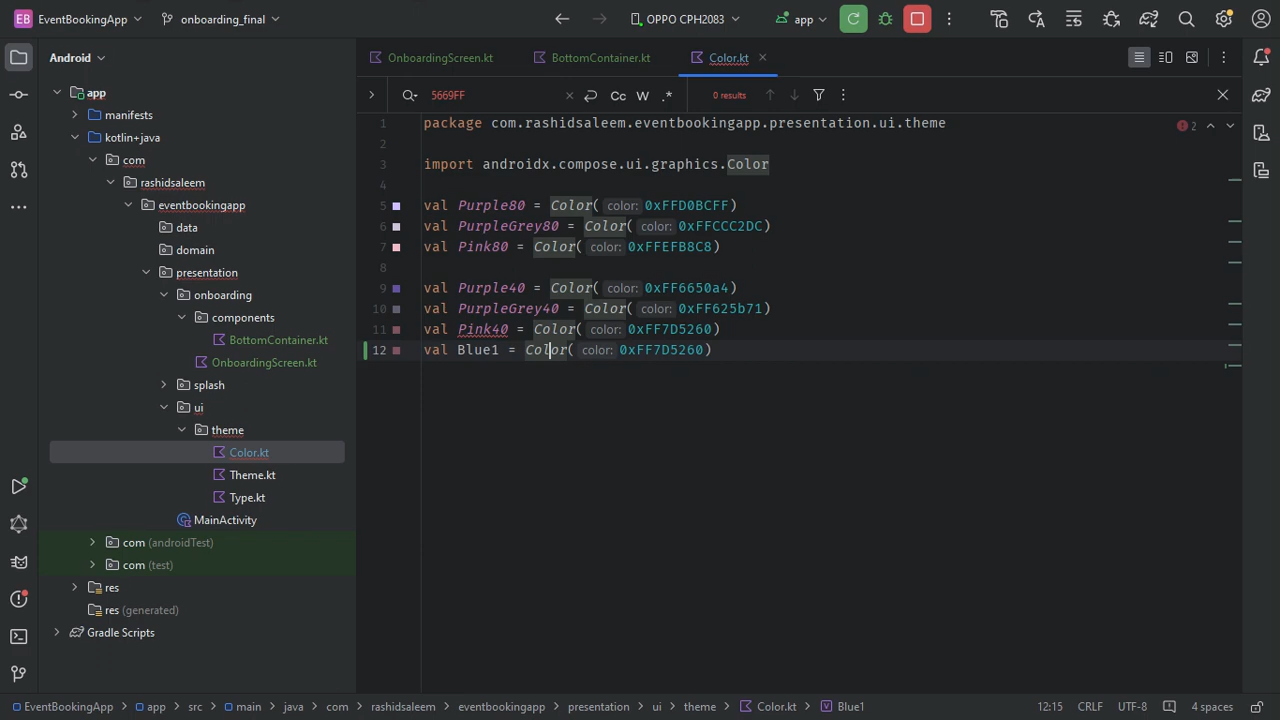 EB EventBookingApp onboarding_final OPPO CPH2083 app
Android
OnboardingScreen.kt BottomContainer.kt Color.kt
5669FF Cc W .* 0 results
app
manifests
kotlin+java
com
rashidsaleem
eventbookingapp
data
domain
presentation
onboarding
components
BottomContainer.kt
OnboardingScreen.kt
splash
ui
theme
Color.kt
Theme.kt
Type.kt
MainActivity
com (androidTest)
com (test)
res
res (generated)
Gradle Scripts
1 package com.rashidsaleem.eventbookingapp.presentation.ui.theme 2
2
3 import androidx.compose.ui.graphics.Color
4
5 val Purple80 = Color( color: 0xFFD0BCFF)
6 val PurpleGrey80 = Color( color: 0xFFCCC2DC)
7 val Pink80 = Color( color: 0xFFEFB8C8)
8
9 val Purple40 = Color( color: 0xFF6650a4)
10 val PurpleGrey40 = Color( color: 0xFF625b71)
11 val Pink40 = Color( color: 0xFF7D5260)
12 val Blue1 = Color( color: 0xFF7D5260)
EventBookingApp > app > src > main > java > com > rashidsaleem > eventbookingapp > presentation > ui > theme > Color.kt > Blue1 12:15 CRLF UTF-8 4 spaces